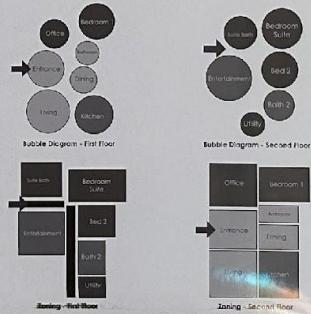 Bedroom
Office
Bathroom
Entrance
Dining
Living
Kitchen
Bubble Diagram - First Floor
Suite Bath
Bedroom
Suite
Entertainment
Bed 2
Bath 2
Utility
Bubble Diagram - Second Floor
Suite Bath
Bedroom
Suite
Entertainment
Bed 2
Bath 2
Utility
Zoning - First Floor
Office
Bedroom 1
Bathroom
Entrance
Dining
Living
Kitchen
Zoning - Second Floor